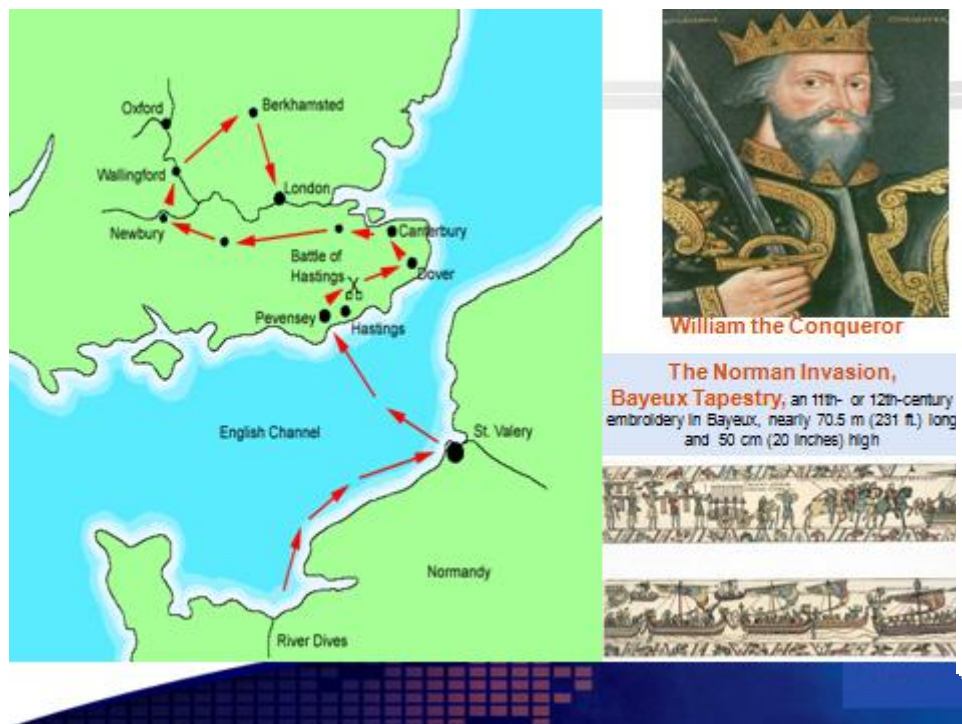 Oxford
Berkhamsted
Wallingford
London
Newbury
Canterbury
Battle of
Hastings
Dover
Pevensey
Hastings
English Channel
St. Valery
Normandy
River Dives
William the Conqueror
The Norman Invasion,
Bayeux Tapestry, an 11th- or 12th-century
embroidery in Bayeux, nearly 70.5 m (231 ft.) long
and 50 cm (20 inches) high